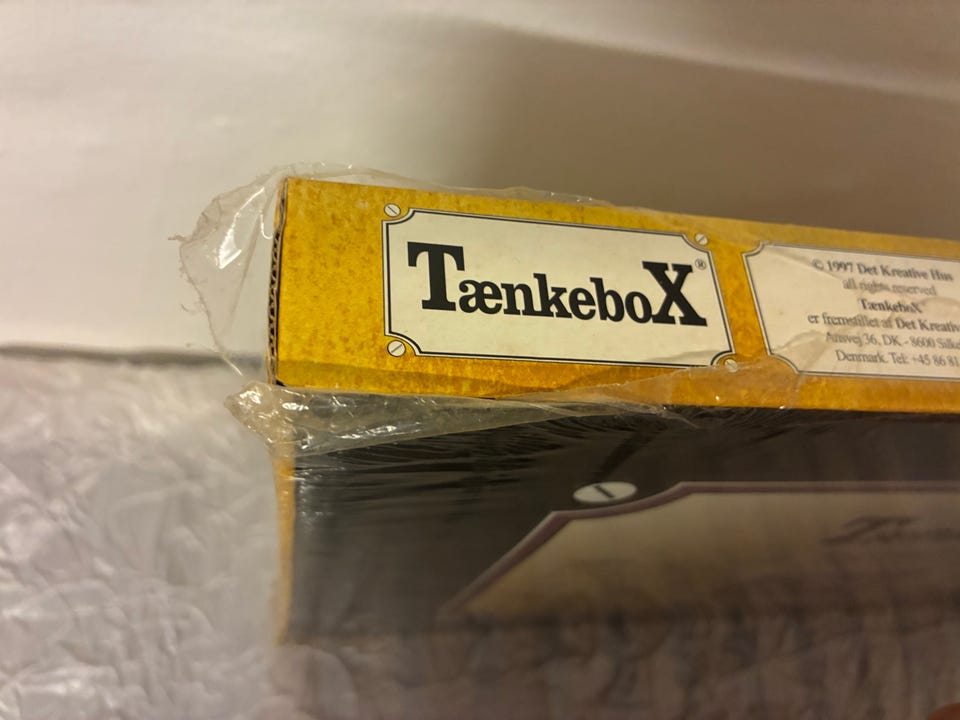 TænkeboX®
© 1997 Det Kreative Hus
all rights reserved
TænkeboX
er fremstillet af Det Kreativ
Ansvej 36, DK - 8600 Silke
Denmark. Tel: +45 86 81